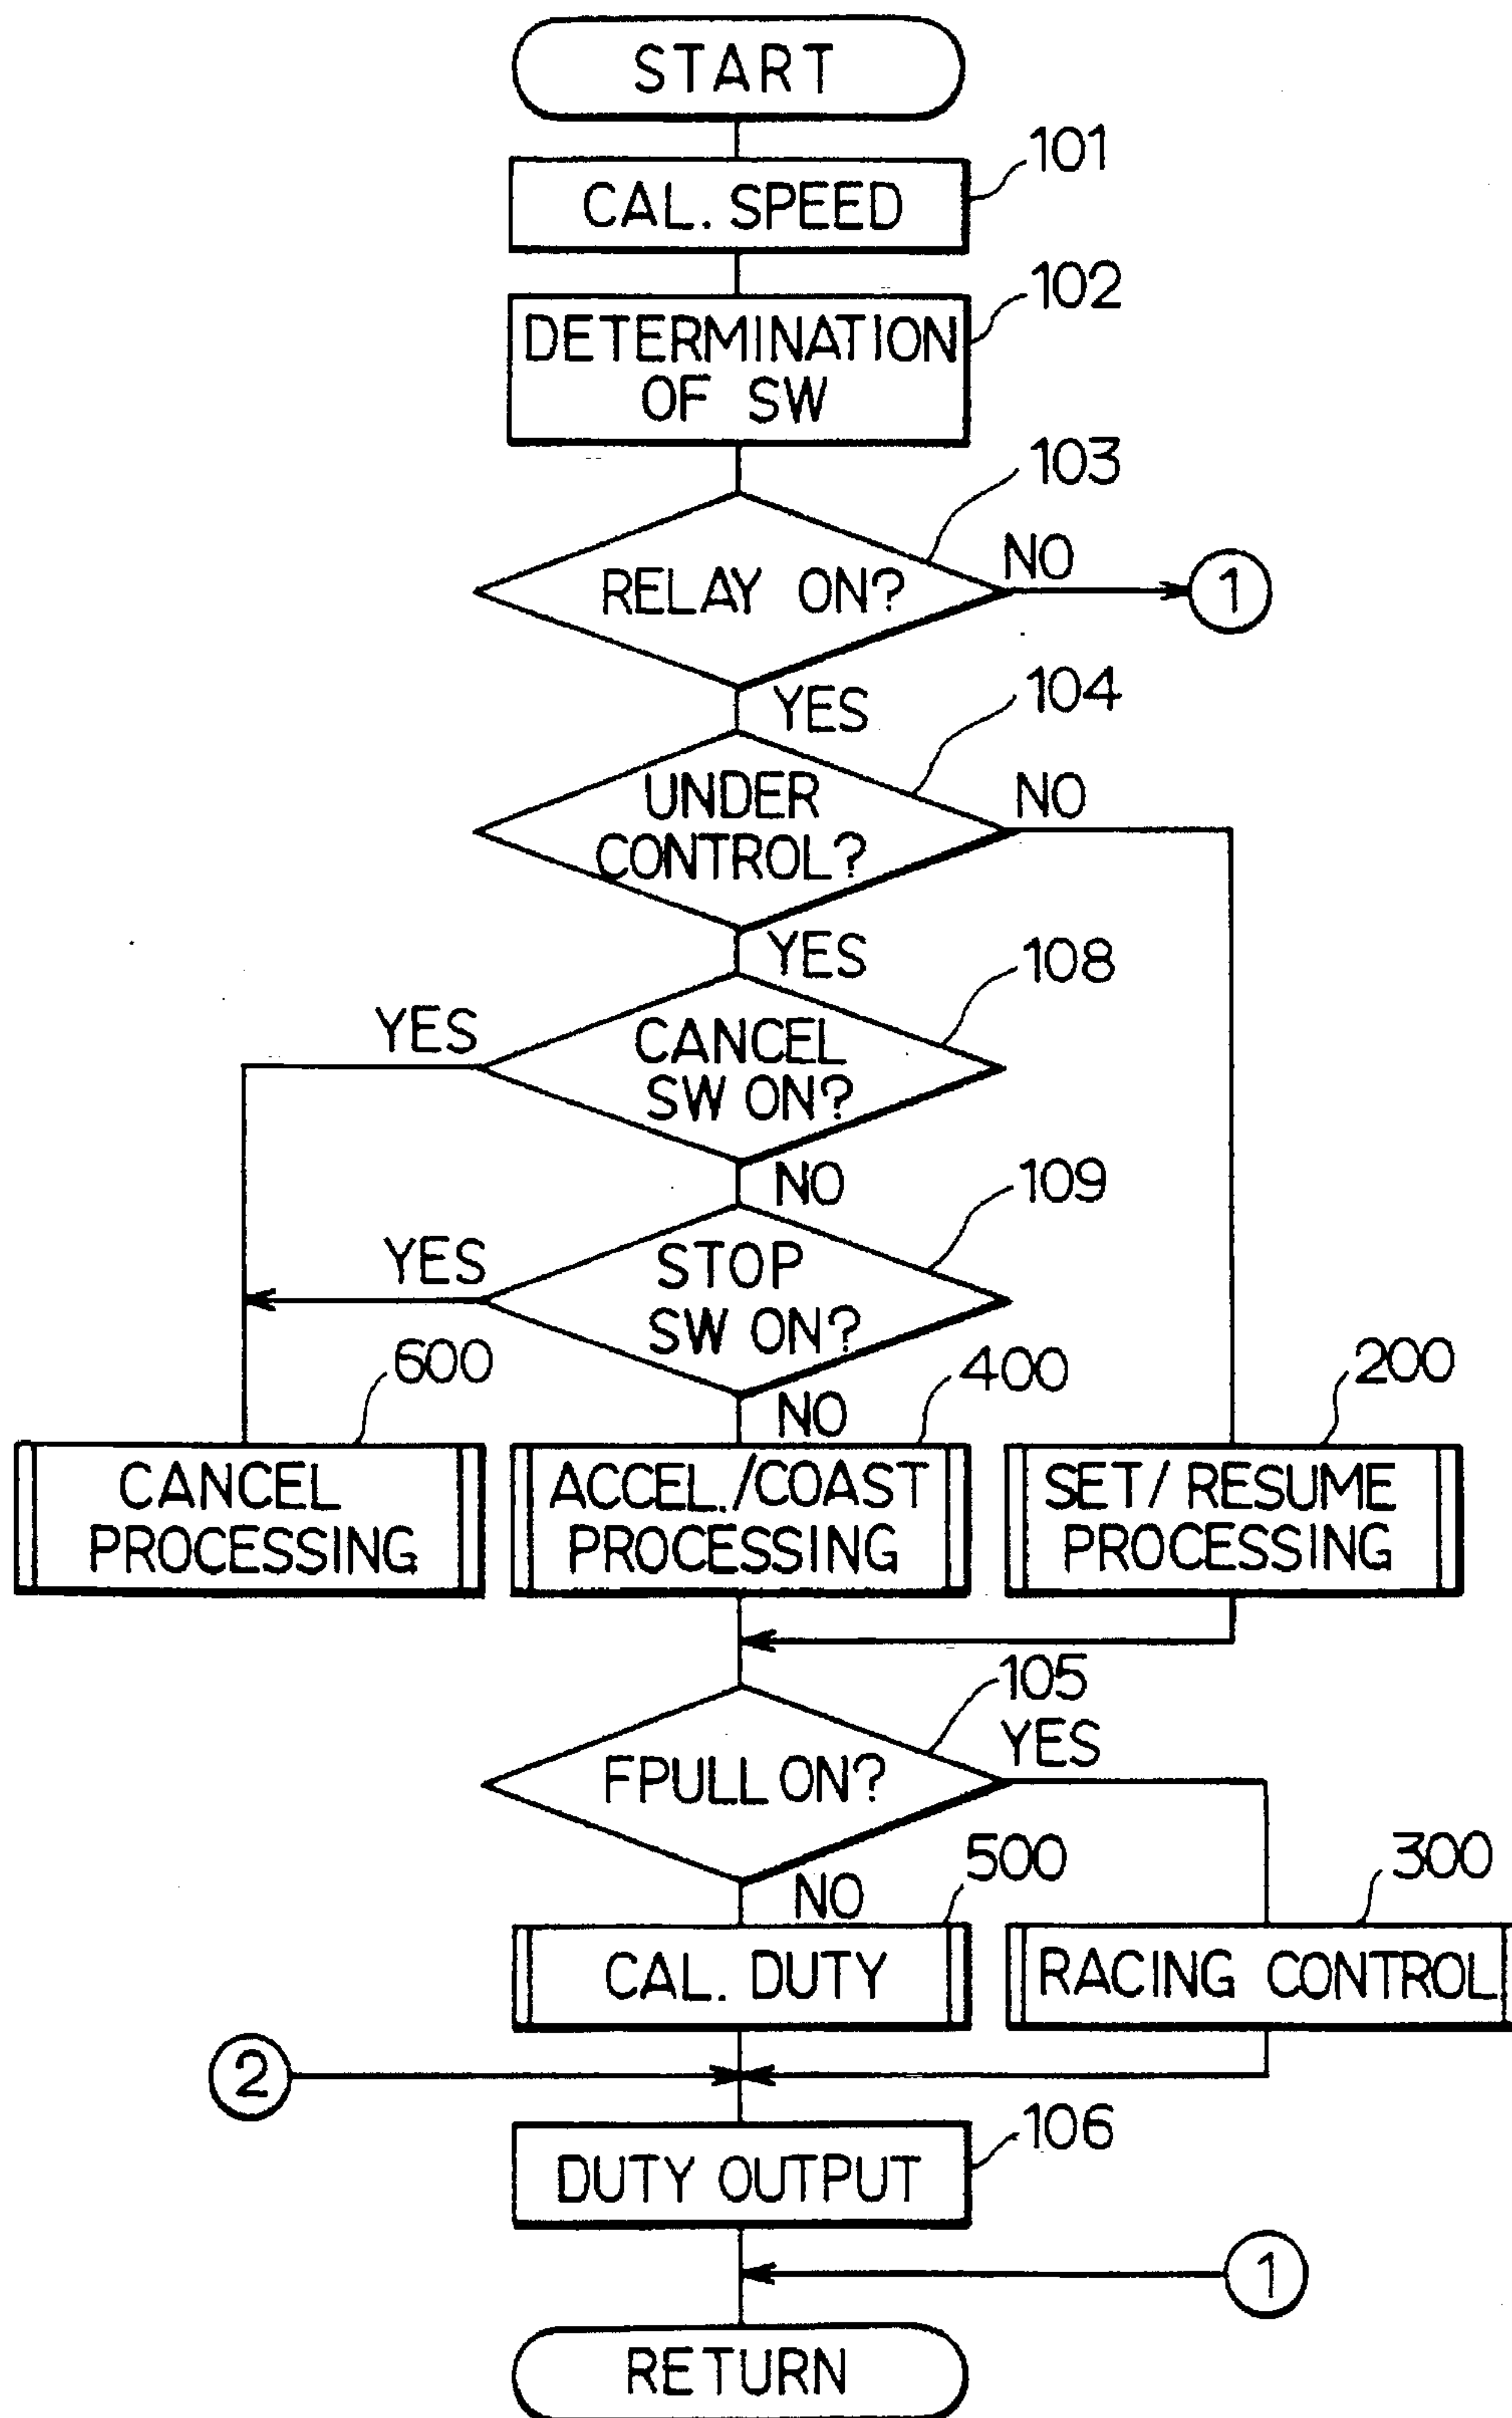 START
101
CAL. SPEED
102
DETERMINATION
OF SW
103
RELAY ON?
NO
1
YES
104
UNDER
CONTROL?
NO
YES
108
CANCEL
SW ON?
YES
NO
109
STOP
SW ON?
YES
NO
600
CANCEL
PROCESSING
400
ACCEL./COAST
PROCESSING
200
SET/RESUME
PROCESSING
105
FPULL ON?
YES
NO
500
CAL. DUTY
300
RACING CONTROL
2
106
DUTY OUTPUT
1
RETURN